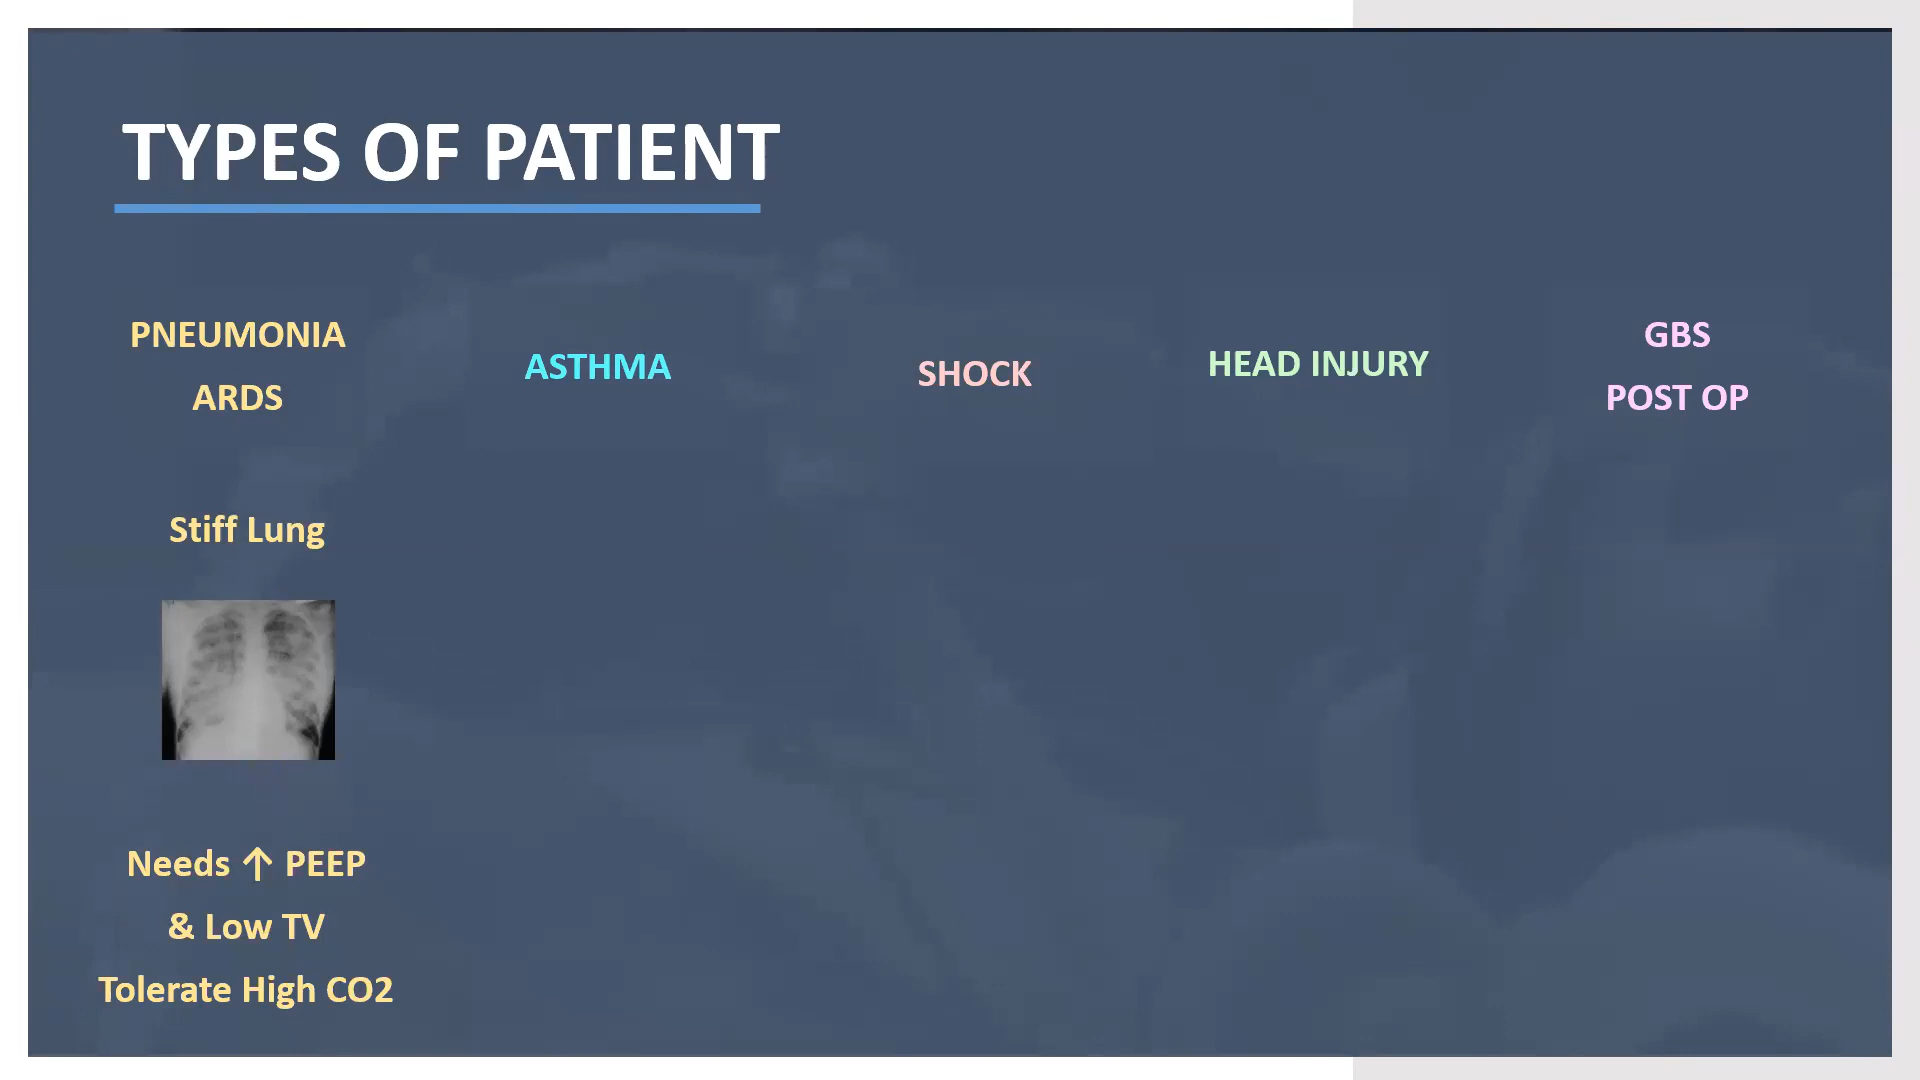 TYPES OF PATIENT
PNEUMONIA
ARDS
Stiff Lung
Needs ↑ PEEP
& Low TV
Tolerate High CO2
ASTHMA
SHOCK
HEAD INJURY
GBS
POST OP